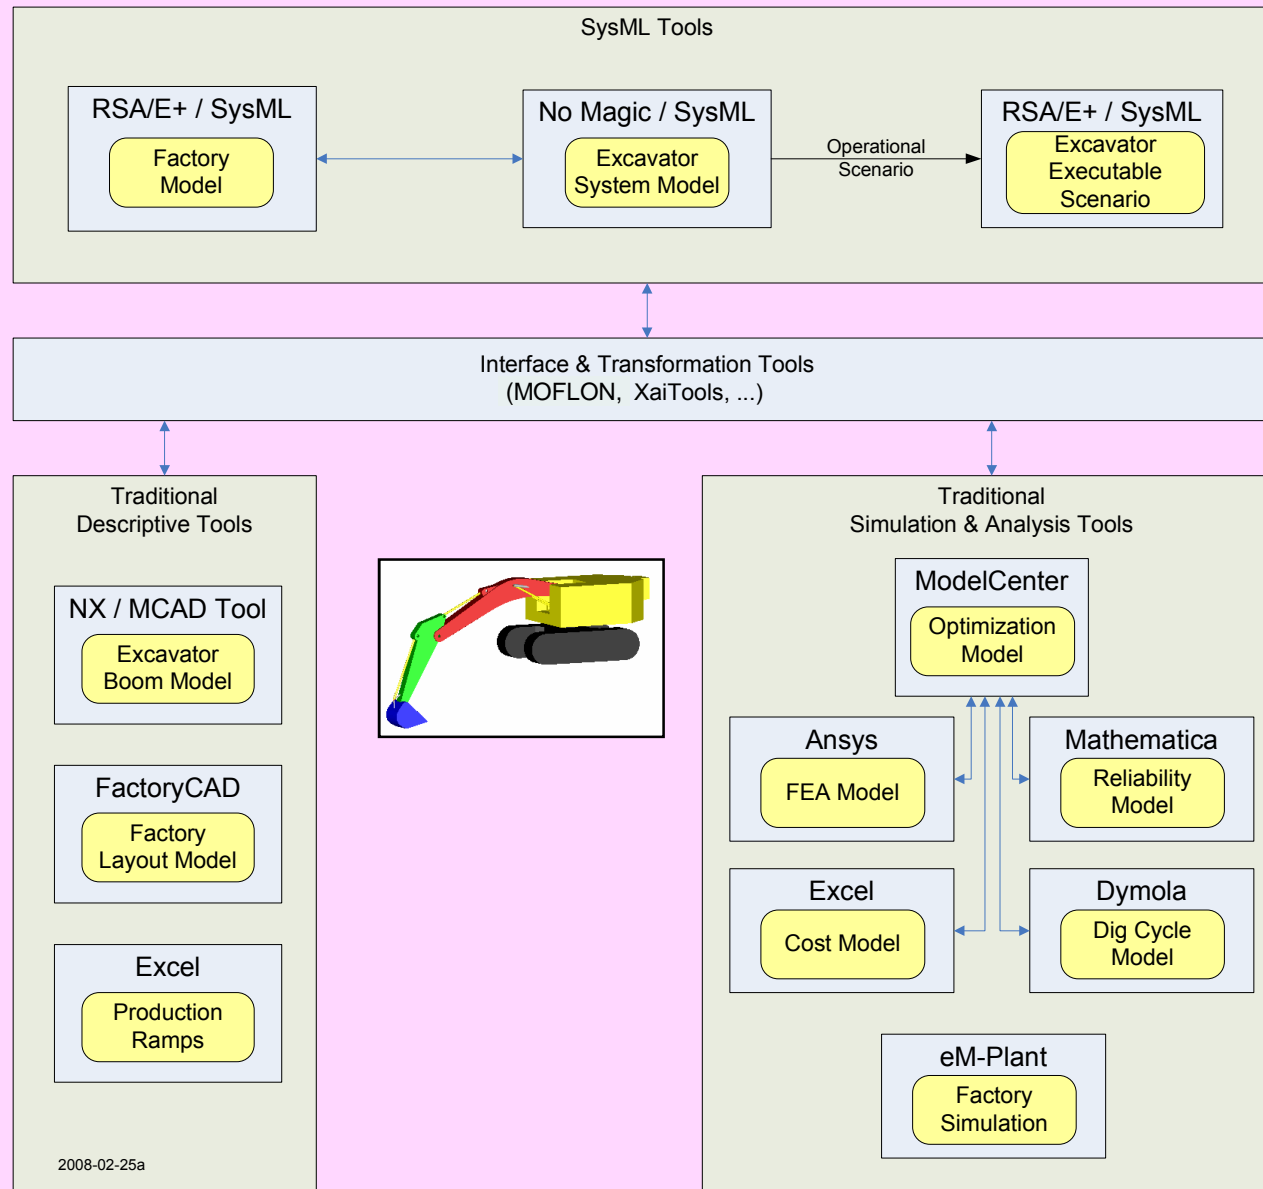 SysML Tools
RSA/E+ / SysML
Factory
Model
No Magic / SysML
Excavator
System Model
Operational
Scenario
RSA/E+ / SysML
Excavator
Executable
Scenario
Interface & Transformation Tools
(MOFLON, XaiTools, ...)
Traditional
Descriptive Tools
NX / MCAD Tool
Excavator
Boom Model
FactoryCAD
Factory
Layout Model
Excel
Production
Ramps
2008-02-25a
Traditional
Simulation & Analysis Tools
ModelCenter
Optimization
Model
Ansys
FEA Model
Mathematica
Reliability
Model
Excel
Cost Model
Dymola
Dig Cycle
Model
eM-Plant
Factory
Simulation